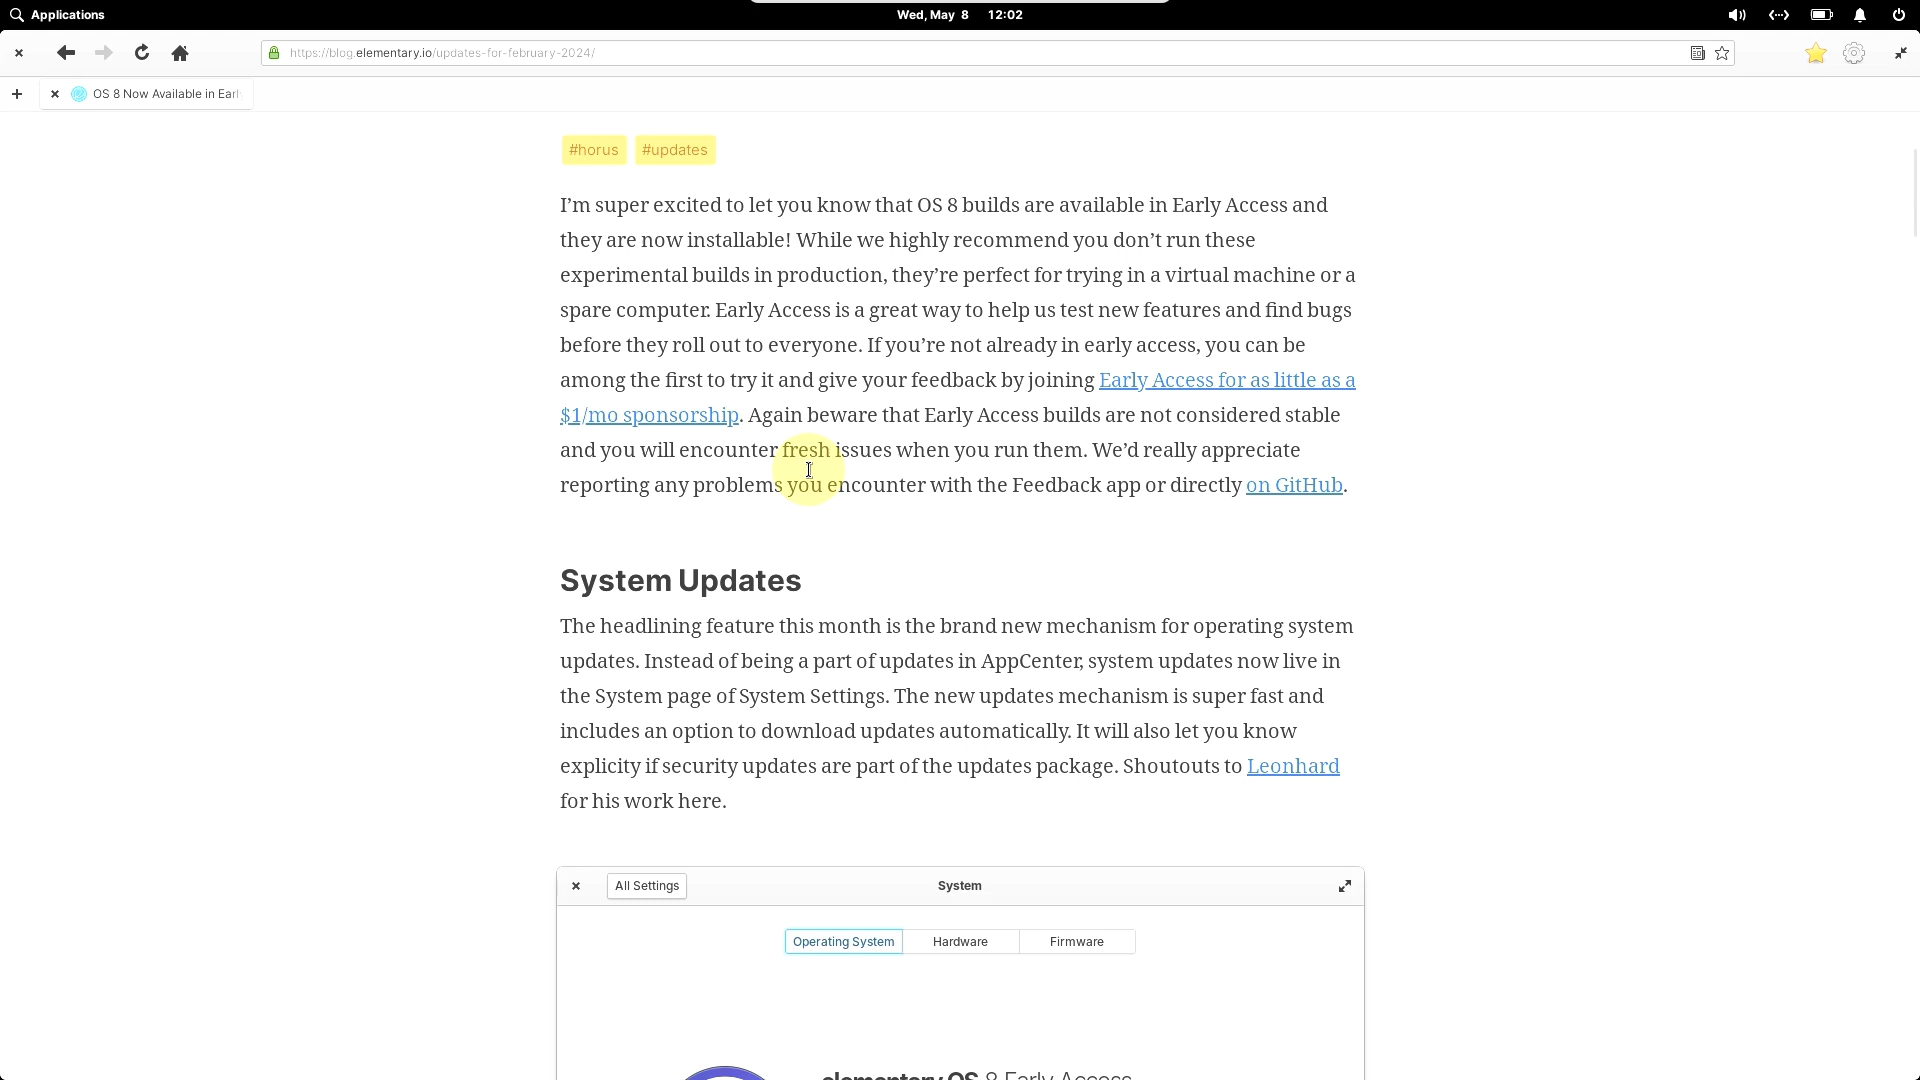 Applications
Wed, May 8 12:02
https://blog.elementary.io/updates-for-february-2024/
OS 8 Now Available in Earl
#horus #updates
I’m super excited to let you know that OS 8 builds are available in Early Access and
they are now installable! While we highly recommend you don’t run these
experimental builds in production, they’re perfect for trying in a virtual machine or a
spare computer. Early Access is a great way to help us test new features and find bugs
before they roll out to everyone. If you’re not already in early access, you can be
among the first to try it and give your feedback by joining Early Access for as little as a
$1/mo sponsorship. Again beware that Early Access builds are not considered stable
and you will encounter fresh issues when you run them. We’d really appreciate
reporting any problems you encounter with the Feedback app or directly on GitHub.
System Updates
The headlining feature this month is the brand new mechanism for operating system
updates. Instead of being a part of updates in AppCenter, system updates now live in
the System page of System Settings. The new updates mechanism is super fast and
includes an option to download updates automatically. It will also let you know
explicity if security updates are part of the updates package. Shoutouts to Leonhard
for his work here.
All Settings System
Operating System Hardware Firmware
elementary OS 8 Early Access